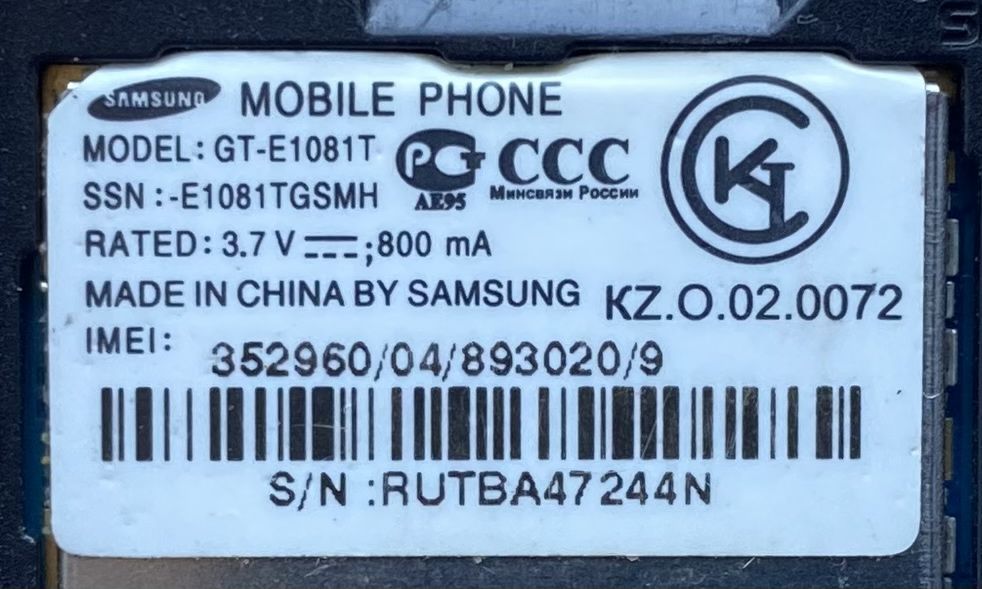 SAMSUNG MOBILE PHONE
MODEL: GT-E1081T
SSN :-E1081TGSMH
PCT
AE95
CCC
Минсвязи России
RATED: 3.7 V ;800 mA
MADE IN CHINA BY SAMSUNG
KZ.O.02.0072
IMEI: 352960/04/893020/9
S/N :RUTBA47244N